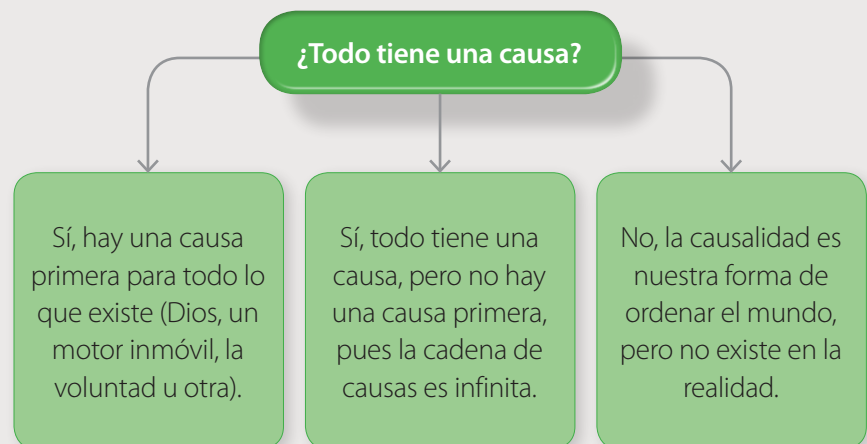 ¿Todo tiene una causa?
Sí, hay una causa
primera para todo lo
que existe (Dios, un
motor inmóvil, la
voluntad u otra).
Sí, todo tiene una
causa, pero no hay
una causa primera,
pues la cadena de
causas es infinita.
No, la causalidad es
nuestra forma de
ordenar el mundo,
pero no existe en la
realidad.